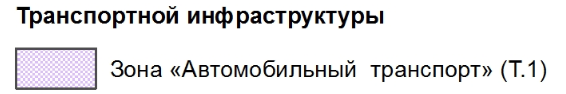 Транспортной инфраструктуры
Зона «Автомобильный транспорт» (Т.1)